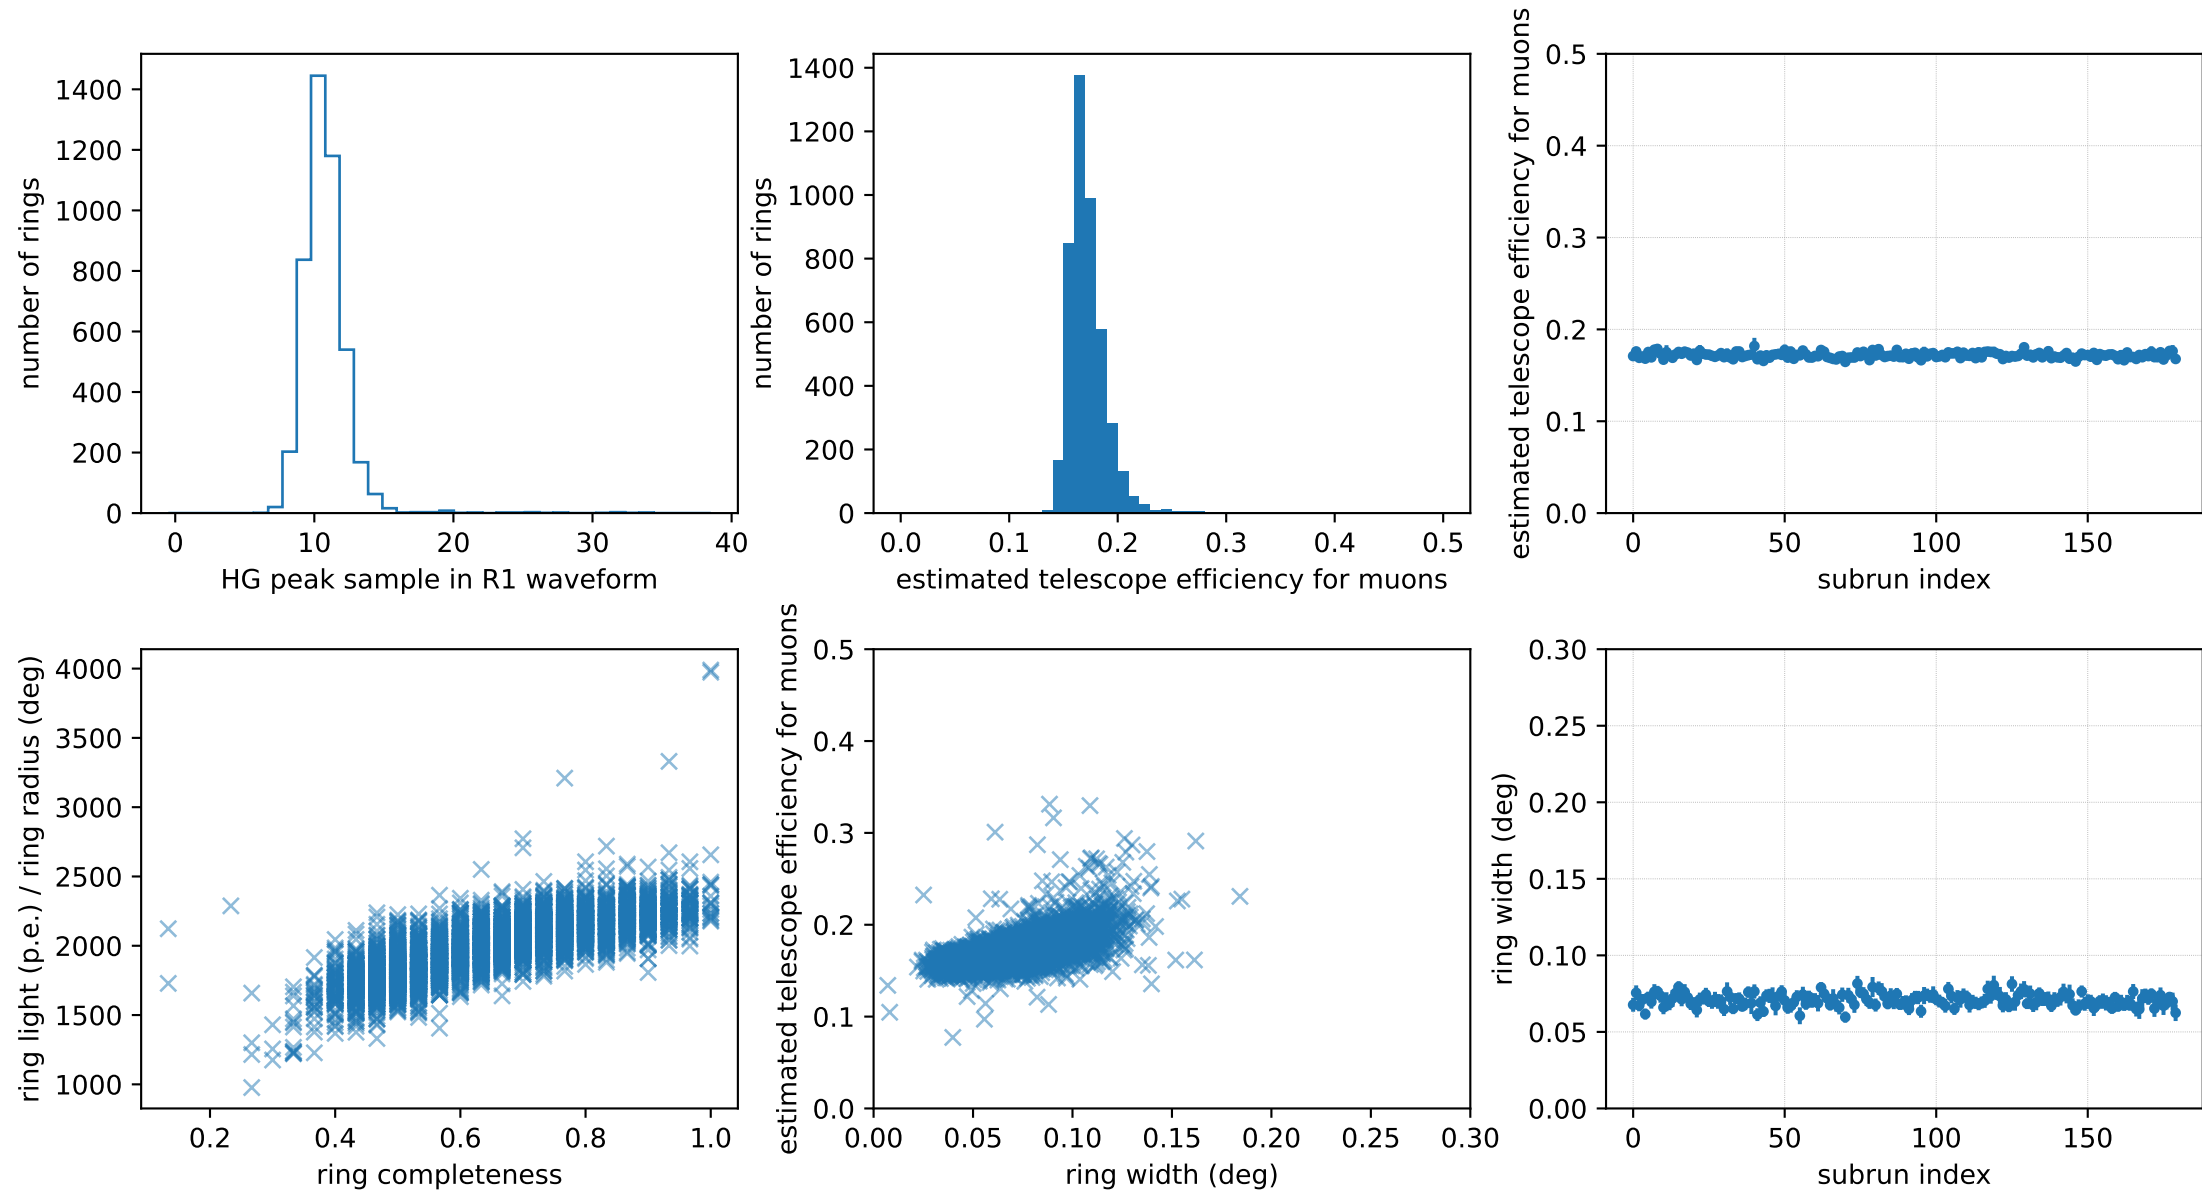 number of rings
1400
1200
1000
800
600
400
200
0
0 10 20 30 40
HG peak sample in R1 waveform
number of rings
1400
1200
1000
800
600
400
200
0
0.0 0.1 0.2 0.3 0.4 0.5
estimated telescope efficiency for muons
estimated telescope efficiency for muons
0.5
0.4
0.3
0.2
0.1
0.0
0 50 100 150
subrun index
ring light (p.e.) / ring radius (deg)
4000
3500
3000
2500
2000
1500
1000
0.2 0.4 0.6 0.8 1.0
ring completeness
estimated telescope efficiency for muons
0.5
0.4
0.3
0.2
0.1
0.0
0.00 0.05 0.10 0.15 0.20 0.25 0.30
ring width (deg)
ring width (deg)
0.30
0.25
0.20
0.15
0.10
0.05
0.00
0 50 100 150
subrun index